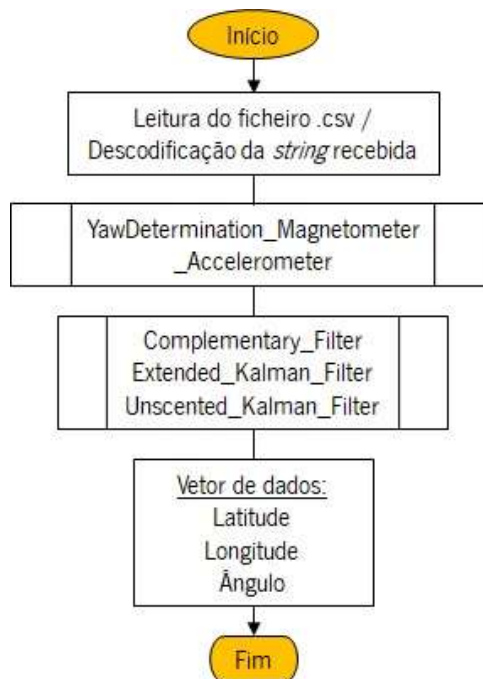 Início
Leitura do ficheiro .csv /
Descodificação da string recebida
YawDetermination_Magnetometer
_Accelerometer
Complementary_Filter
Extended_Kalman_Filter
Unscented_Kalman_Filter
Vetor de dados:
Latitude
Longitude
Ângulo
Fim